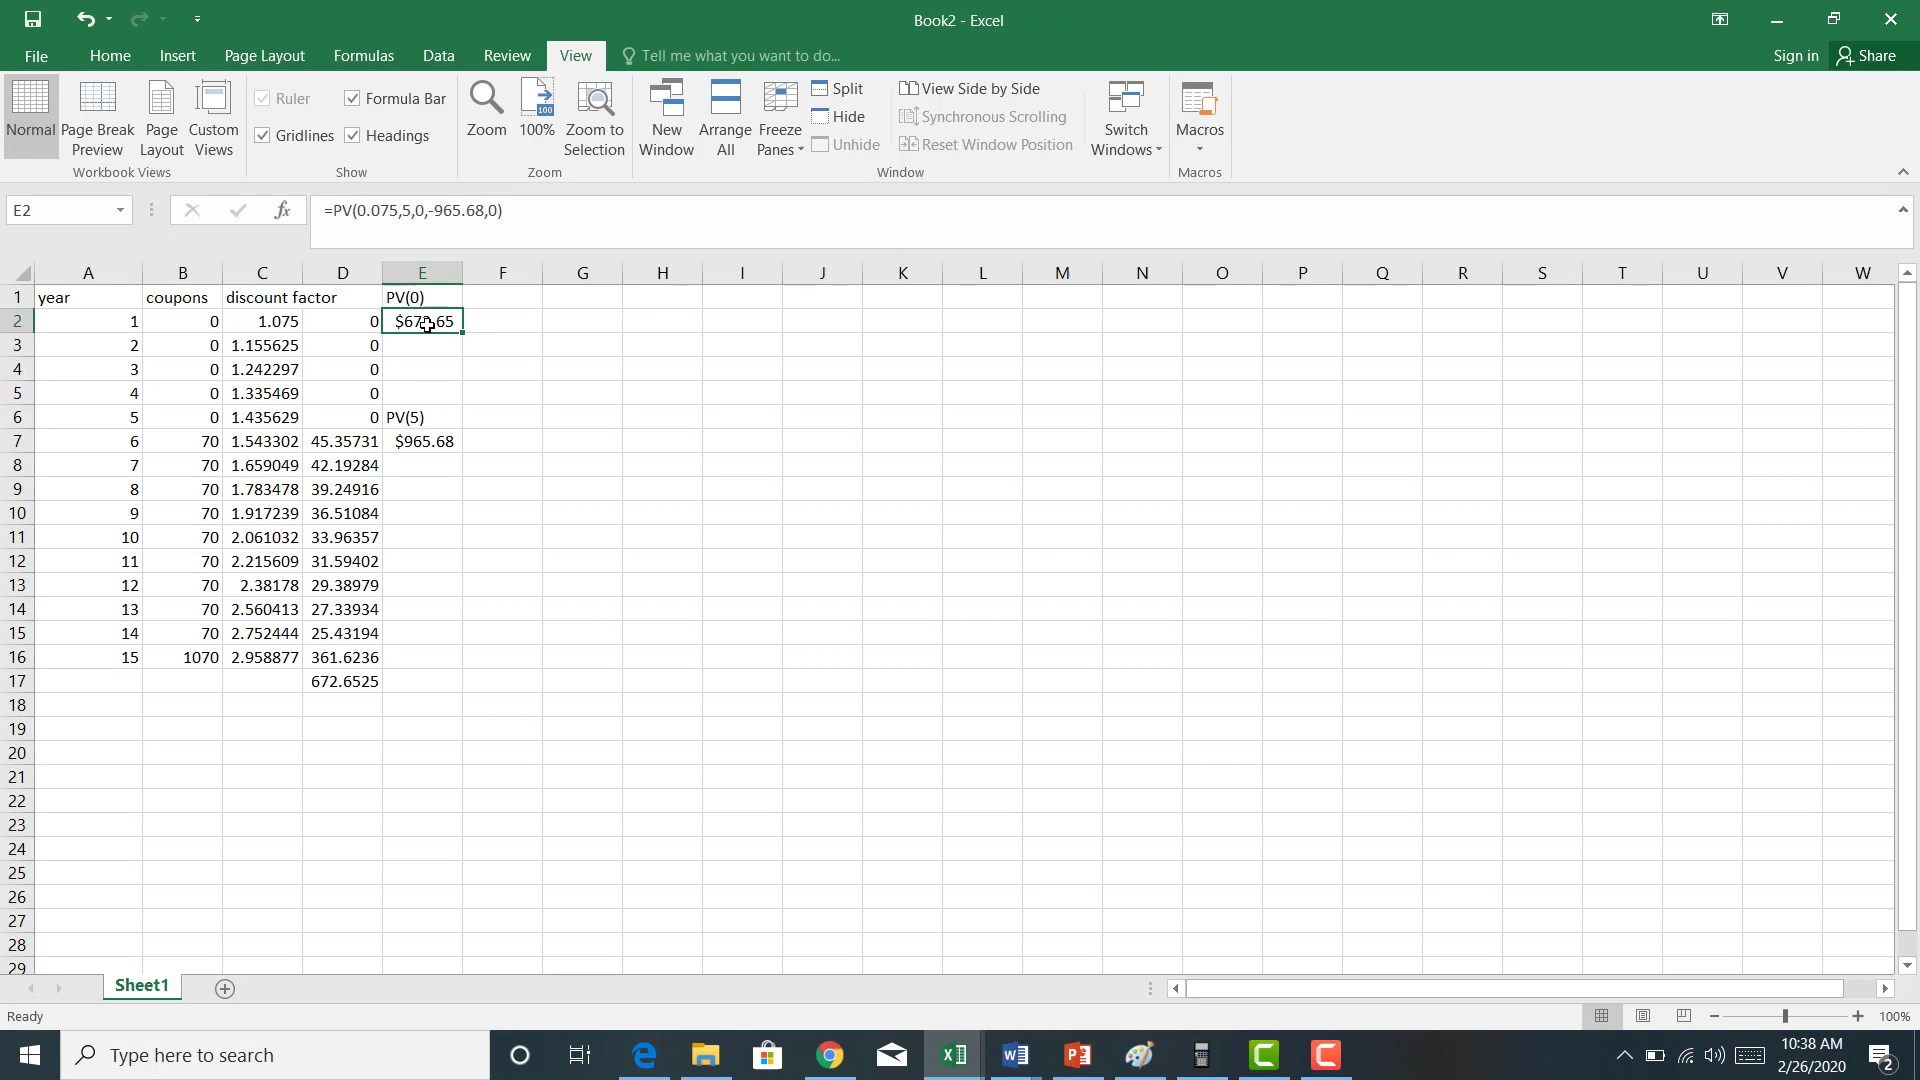 Book2 - Excel
File Home Insert Page Layout Formulas Data Review View Tell me what you want to do... Sign in Share
Normal
Page Break Preview
Page Layout
Custom Views
Workbook Views
Ruler
Formula Bar
Gridlines
Headings
Show
Zoom
100
100%
Zoom to Selection
Zoom
New Window
Arrange All
Freeze Panes
Split
Hide
Unhide
View Side by Side
Synchronous Scrolling
Reset Window Position
Window
Switch Windows
Macros
Macros
E2 fx =PV(0.075,5,0,-965.68,0)
A B C D E F G H I J K L M N O P Q R S T U V W
1 year coupons discount factor PV(0)
2 1 0 1.075 0
3 2 0 1.155625 0
4 3 0 1.242297 0
5 4 0 1.335469 0
6 5 0 1.435629 0 PV(5)
7 6 70 1.543302 45.35731 $965.68
8 7 70 1.659049 42.19284
9 8 70 1.783478 39.24916
10 9 70 1.917239 36.51084
11 10 70 2.061032 33.96357
12 11 70 2.215609 31.59402
13 12 70 2.38178 29.38979
14 13 70 2.560413 27.33934
15 14 70 2.752444 25.43194
16 15 1070 2.958877 361.6236
17 672.6525
18
19
20
21
22
23
24
25
26
27
28
29
Sheet1
Ready 100%
Type here to search
10:38 AM
2/26/2020
2